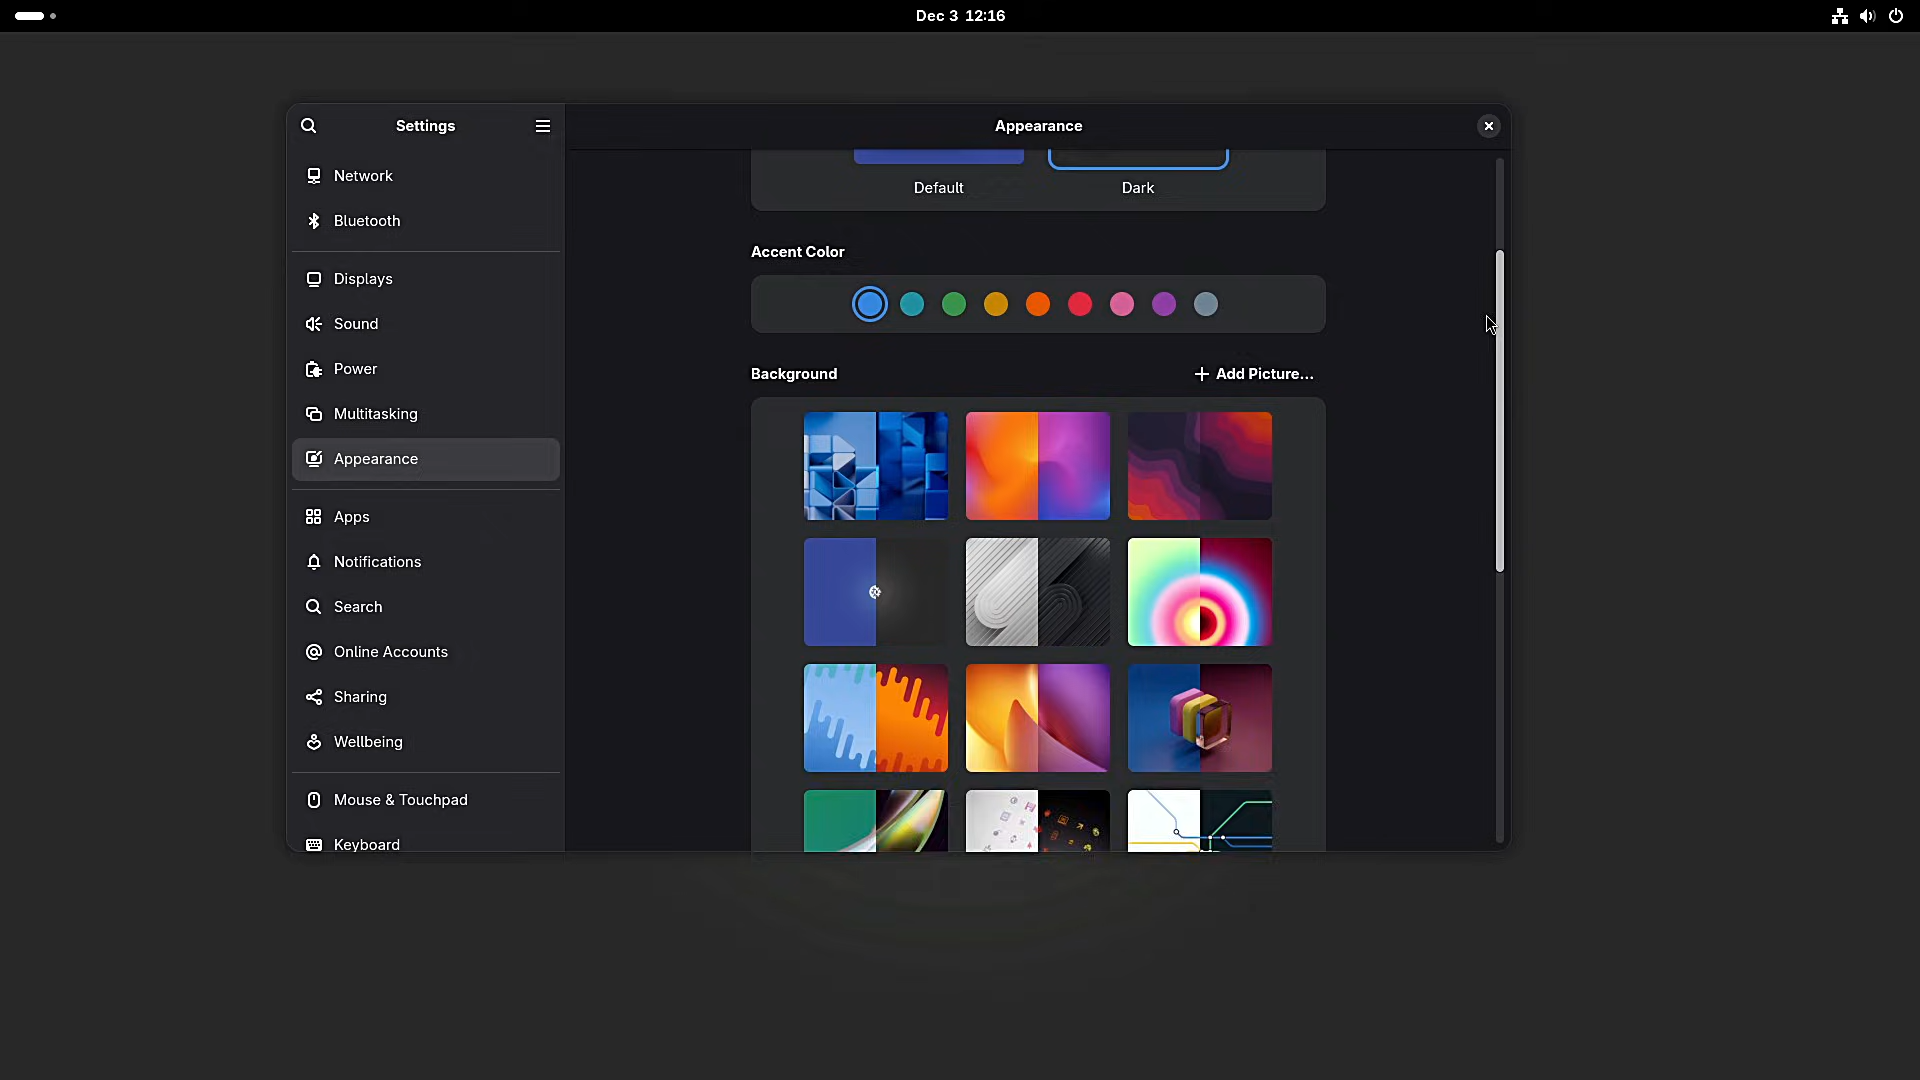 Dec 3 12:16
Settings
Appearance
Network
Bluetooth
Displays
Sound
Power
Multitasking
Appearance
Apps
Notifications
Search
Online Accounts
Sharing
Wellbeing
Mouse & Touchpad
Keyboard
Default
Dark
Accent Color
Background
Add Picture...